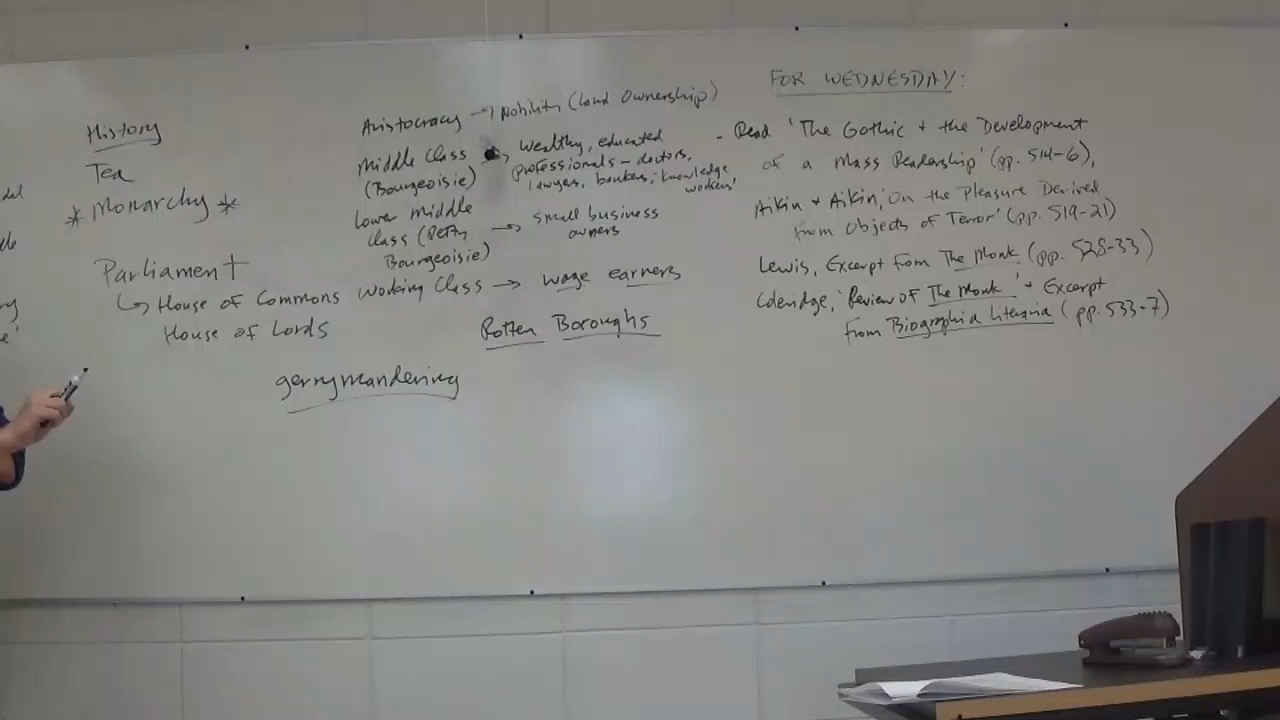 History
Tea
*Monarchy*
Parliament
↳ House of Commons
House of Lords
gerrymandering
Aristocracy → Nobility (Land Ownership)
Middle Class → Wealthy, educated
(Bourgeoisie) professionals – doctors,
lawyers, bankers, 'knowledge
workers'
Lower Middle
Class (Petty → small business
Bourgeoisie) owners
Working Class → wage earners
Rotten Boroughs
FOR WEDNESDAY:
- Read 'The Gothic + the Development
of a Mass Readership' (pp. 514-6),
Aikin + Aikin, 'On the Pleasure Derived
from Objects of Terror' (pp. 519-21)
Lewis, Excerpt from The Monk (pp. 528-33)
Coleridge, 'Review of The Monk' + Excerpt
from Biographia Literaria (pp. 533-7)